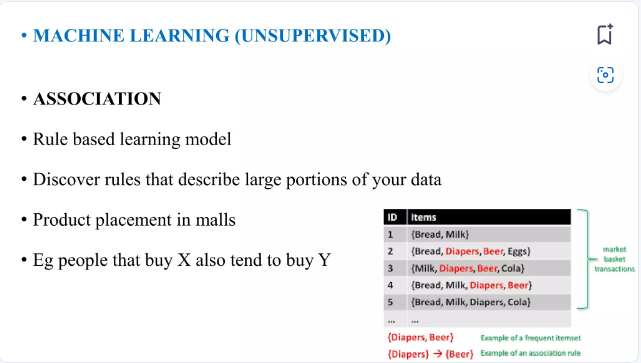 • MACHINE LEARNING (UNSUPERVISED)
• ASSOCIATION
• Rule based learning model
• Discover rules that describe large portions of your data
• Product placement in malls
• Eg people that buy X also tend to buy Y
ID Items
1 {Bread, Milk}
2 {Bread, Diapers, Beer, Eggs}
3 {Milk, Diapers, Beer, Cola}
4 {Bread, Milk, Diapers, Beer}
5 {Bread, Milk, Diapers, Cola}
... ...
market
basket
transactions
{Diapers, Beer} Example of a frequent itemset
{Diapers} → {Beer} Example of an association rule